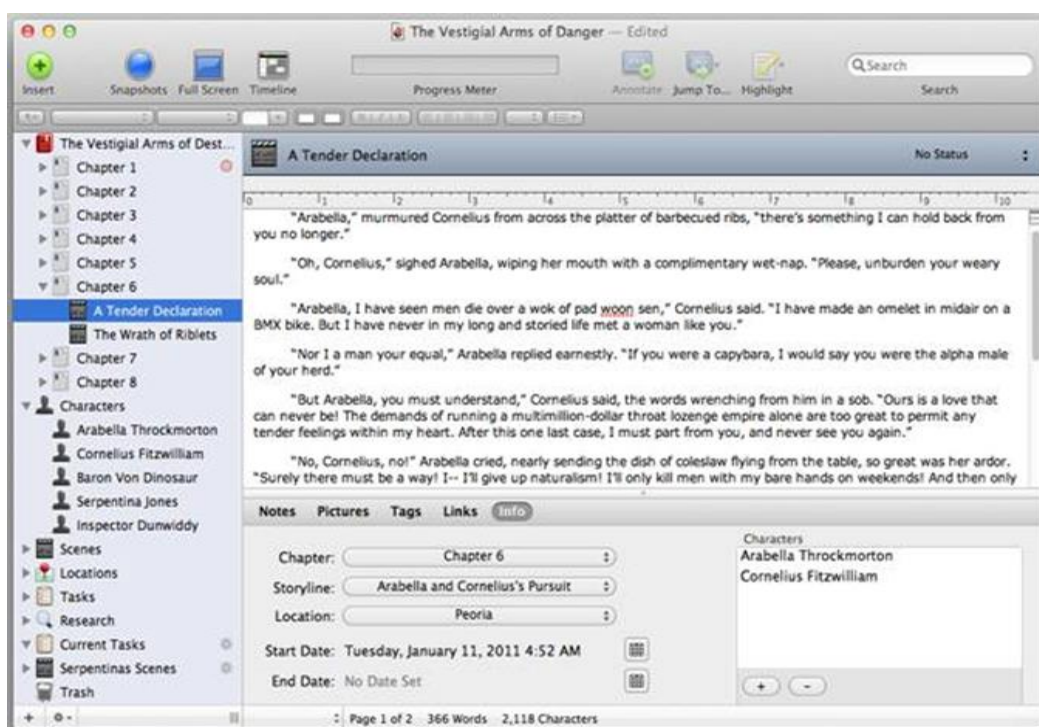 The Vestigial Arms of Danger — Edited
Insert Snapshots Full Screen Timeline Progress Meter Annotate Jump To... Highlight Search
Search
The Vestigial Arms of Dest...
Chapter 1
Chapter 2
Chapter 3
Chapter 4
Chapter 5
Chapter 6
A Tender Declaration
The Wrath of Riblets
Chapter 7
Chapter 8
Characters
Arabella Throckmorton
Cornelius Fitzwilliam
Baron Von Dinosaur
Serpentina Jones
Inspector Dunwiddy
Scenes
Locations
Tasks
Research
Current Tasks
Serpentinas Scenes
Trash
A Tender Declaration No Status
0 1 2 3 4 5 6 7 8 9 10
"Arabella," murmured Cornelius from across the platter of barbecued ribs, "there's something I can hold back from
you no longer."
"Oh, Cornelius," sighed Arabella, wiping her mouth with a complimentary wet-nap. "Please, unburden your weary
soul."
"Arabella, I have seen men die over a wok of pad woon sen," Cornelius said. "I have made an omelet in midair on a
BMX bike. But I have never in my long and storied life met a woman like you."
"Nor I a man your equal," Arabella replied earnestly. "If you were a capybara, I would say you were the alpha male
of your herd."
"But Arabella, you must understand," Cornelius said, the words wrenching from him in a sob. "Ours is a love that
can never be! The demands of running a multimillion-dollar throat lozenge empire alone are too great to permit any
tender feelings within my heart. After this one last case, I must part from you, and never see you again."
"No, Cornelius, no!" Arabella cried, nearly sending the dish of coleslaw flying from the table, so great was her ardor.
"Surely there must be a way! I-- I'll give up naturalism! I'll only kill men with my bare hands on weekends! And then only
Notes Pictures Tags Links Info
Chapter: Chapter 6
Storyline: Arabella and Cornelius's Pursuit
Location: Peoria
Start Date: Tuesday, January 11, 2011 4:52 AM
End Date: No Date Set
Characters
Arabella Throckmorton
Cornelius Fitzwilliam
Page 1 of 2 366 Words 2,118 Characters